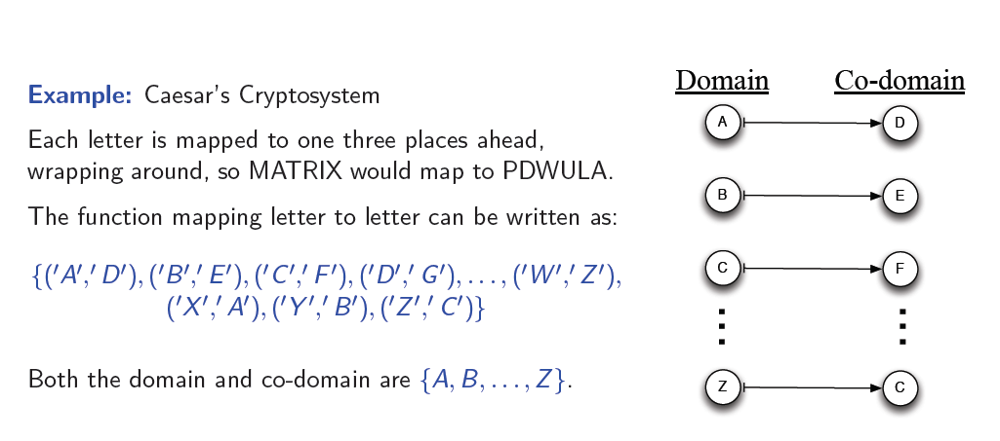 Example: Caesar's Cryptosystem
Each letter is mapped to one three places ahead,
wrapping around, so MATRIX would map to PDWULA.
The function mapping letter to letter can be written as:
{('A',' D'), ('B',' E'), ('C',' F'), ('D',' G'), . . . , ('W',' Z'),
('X',' A'), ('Y',' B'), ('Z',' C')}
Both the domain and co-domain are {A, B, . . . , Z}.
Domain Co-domain
A D
B E
C F
Z C